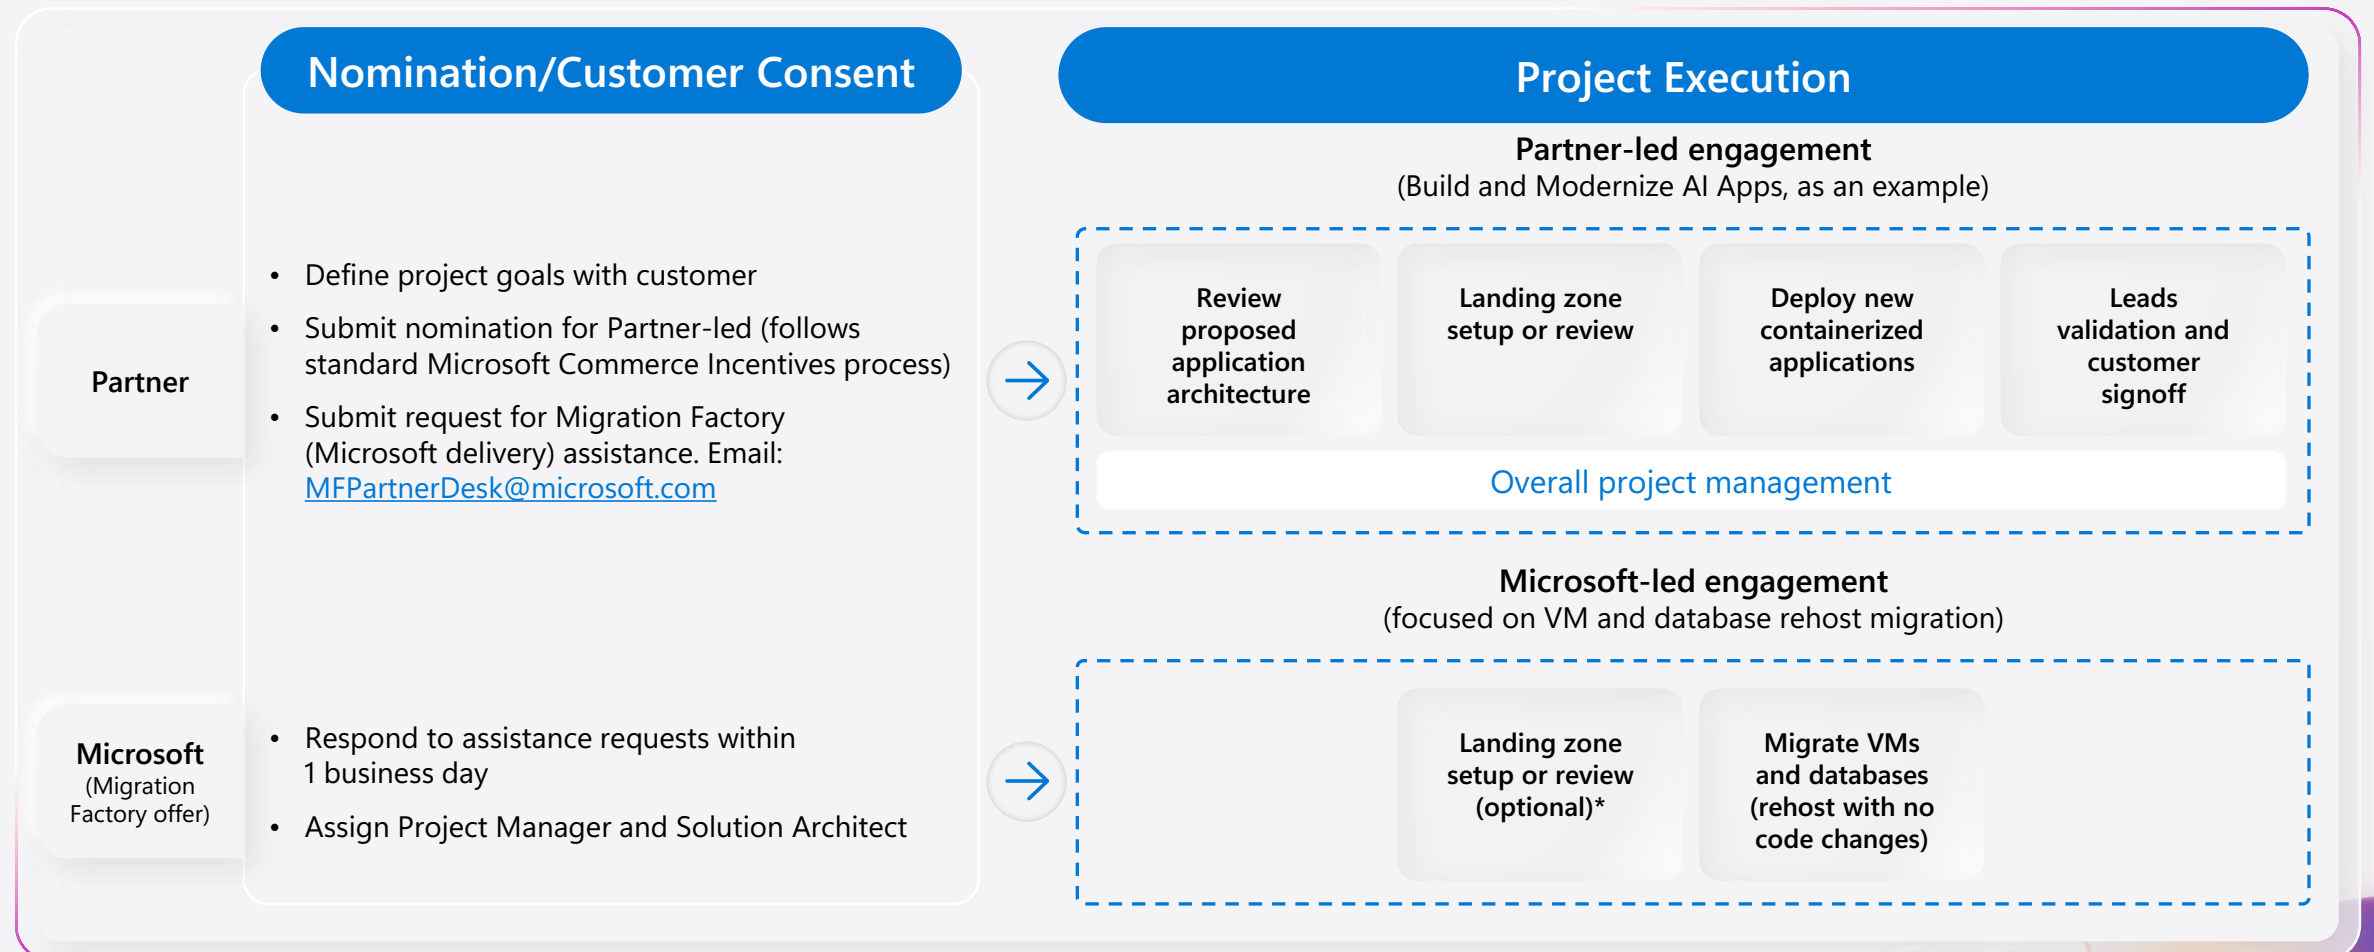 Nomination/Customer Consent
Project Execution
Partner
• Define project goals with customer
• Submit nomination for Partner-led (follows
standard Microsoft Commerce Incentives process)
• Submit request for Migration Factory
(Microsoft delivery) assistance. Email:
MFPartnerDesk@microsoft.com
Partner-led engagement
(Build and Modernize AI Apps, as an example)
Review
proposed
application
architecture
Landing zone
setup or review
Deploy new
containerized
applications
Leads
validation and
customer
signoff
Overall project management
Microsoft
(Migration
Factory offer)
• Respond to assistance requests within
1 business day
• Assign Project Manager and Solution Architect
Microsoft-led engagement
(focused on VM and database rehost migration)
Landing zone
setup or review
(optional)*
Migrate VMs
and databases
(rehost with no
code changes)